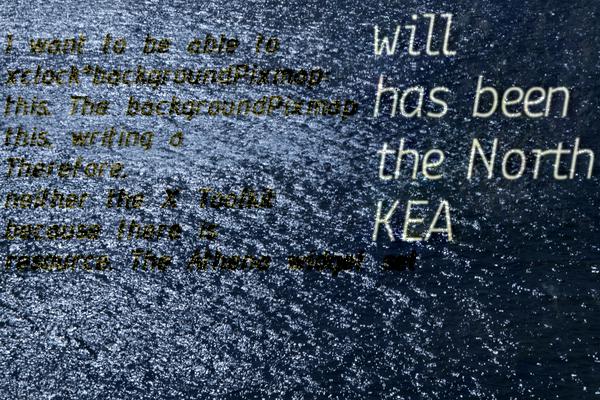 I want to be able to
xclock*backgroundPixmap:
this. The backgroundPixmap
this, writing a
Therefore,
neither the X Toolkit
because there is
resource. The Athena widget set
will
has been
the North
KEA